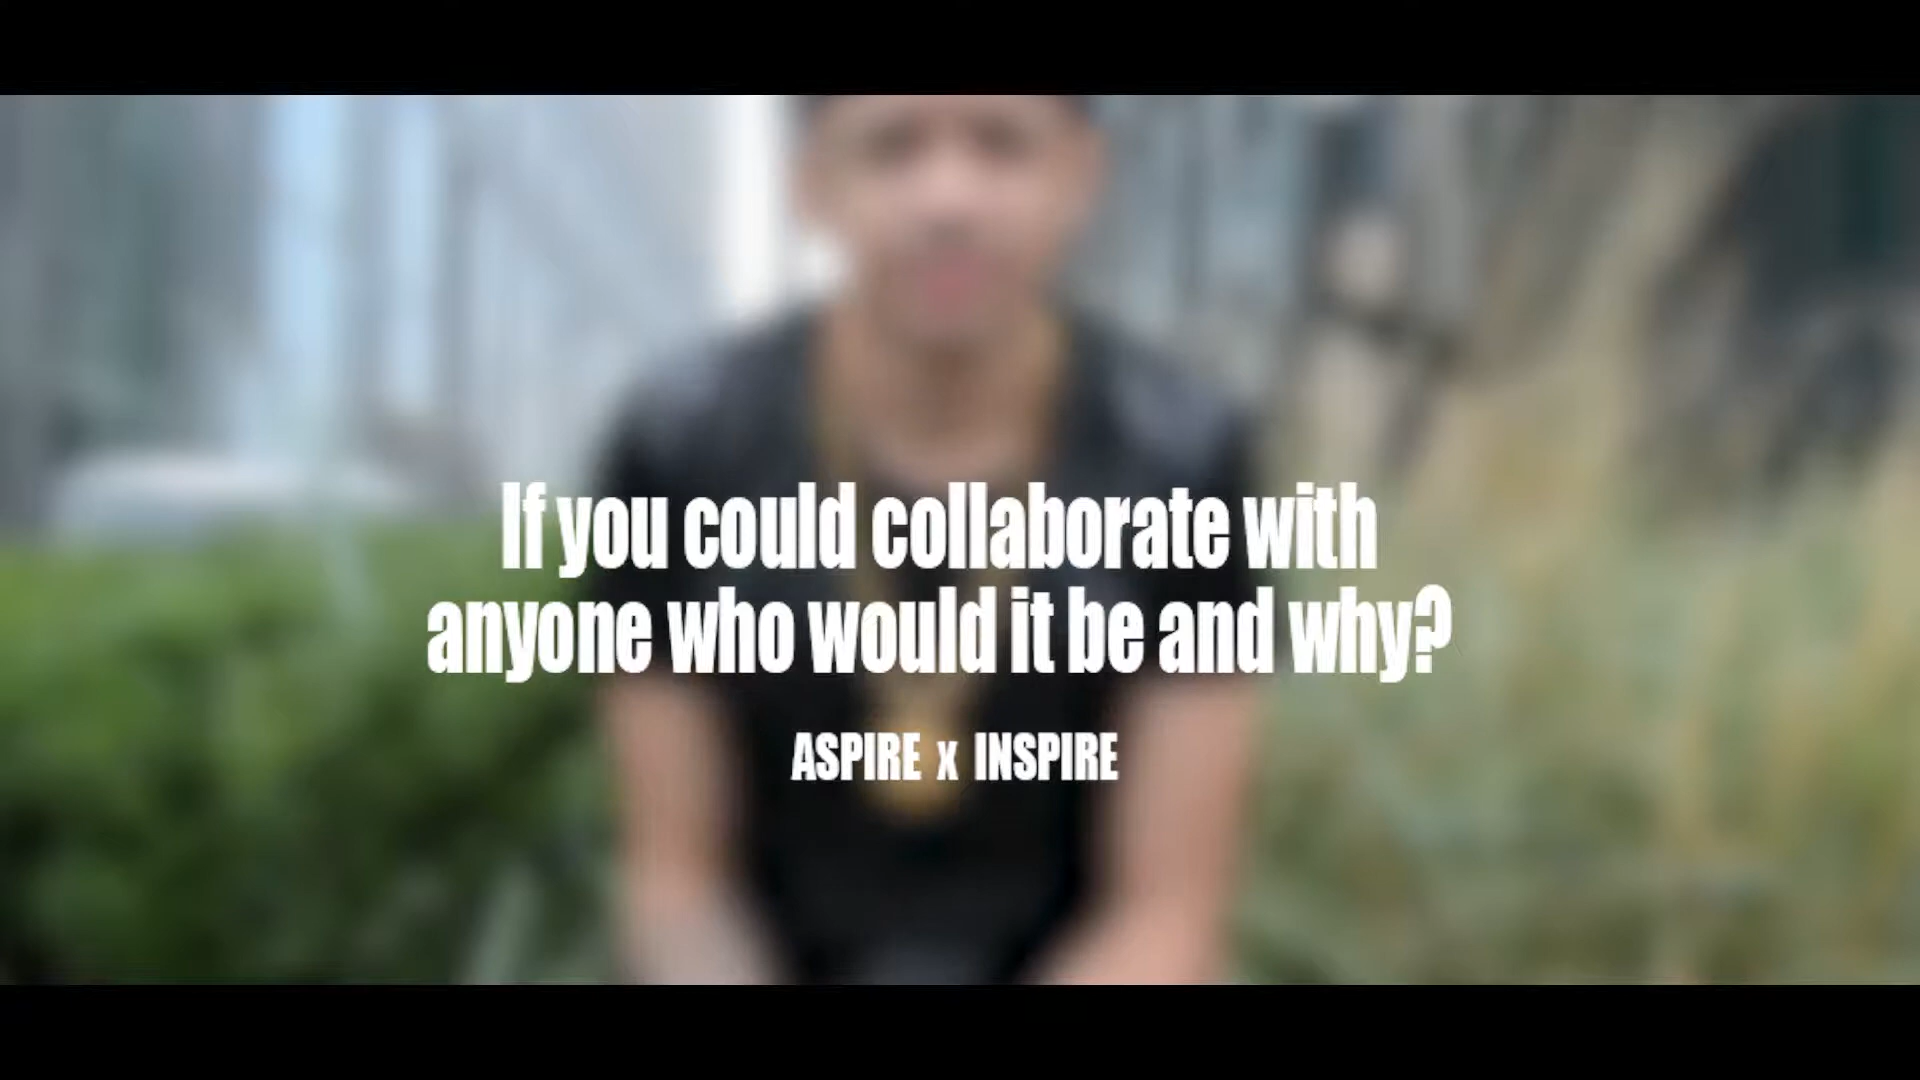 If you could collaborate with
anyone who would it be and why?
ASPIRE x INSPIRE